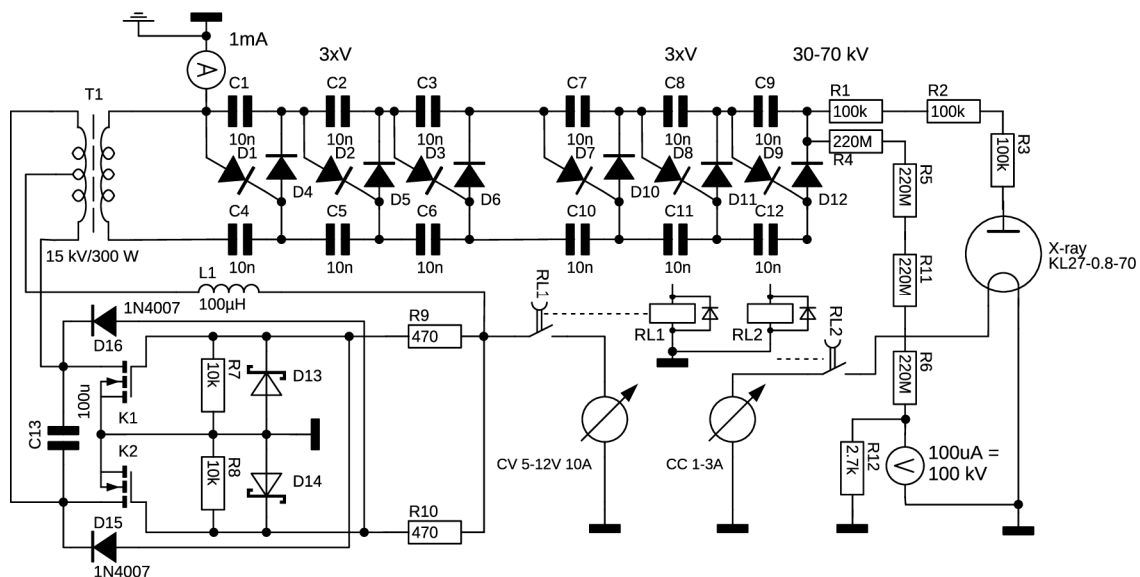 1mA
A
3xV
3xV
30-70 kV
C1
C2
C3
C7
C8
C9
R1
100k
R2
100k
R3
100k
T1
10n
10n
10n
10n
10n
10n
D1
D2
D3
D7
D8
D9
D4
D5
D6
D10
D11
D12
220M
R4
R5
220M
C4
C5
C6
C10
C11
C12
10n
10n
10n
10n
10n
10n
15 kV/300 W
X-ray
KL27-0.8-70
R11
220M
L1
100µH
1N4007
D16
R9
470
RL1
RL1
RL2
RL2
R6
220M
R7
10k
D13
100u
K1
C13
K2
R8
10k
D14
CV 5-12V 10A
CC 1-3A
R12
2.7k
V
100uA =
100 kV
D15
1N4007
R10
470